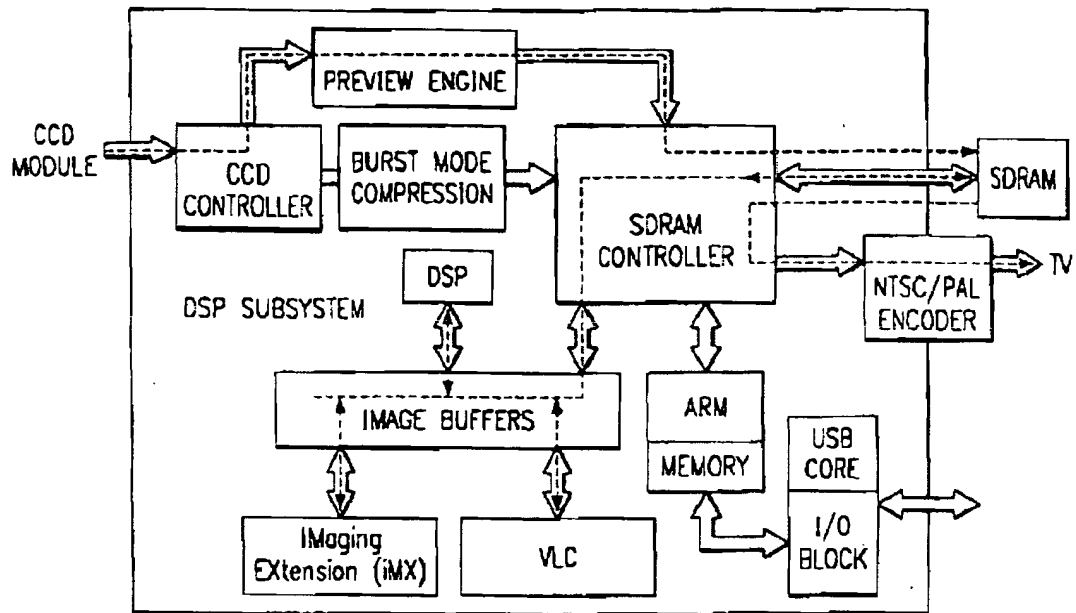 PREVIEW ENGINE
CCD
MODULE
CCD
CONTROLLER
BURST MODE
COMPRESSION
SDRAM
CONTROLLER
SDRAM
DSP
DSP SUBSYSTEM
NTSC/PAL
ENCODER
TV
IMAGE BUFFERS
ARM
MEMORY
USB
CORE
I/O
BLOCK
IMaging
EXtension (iMX)
VLC